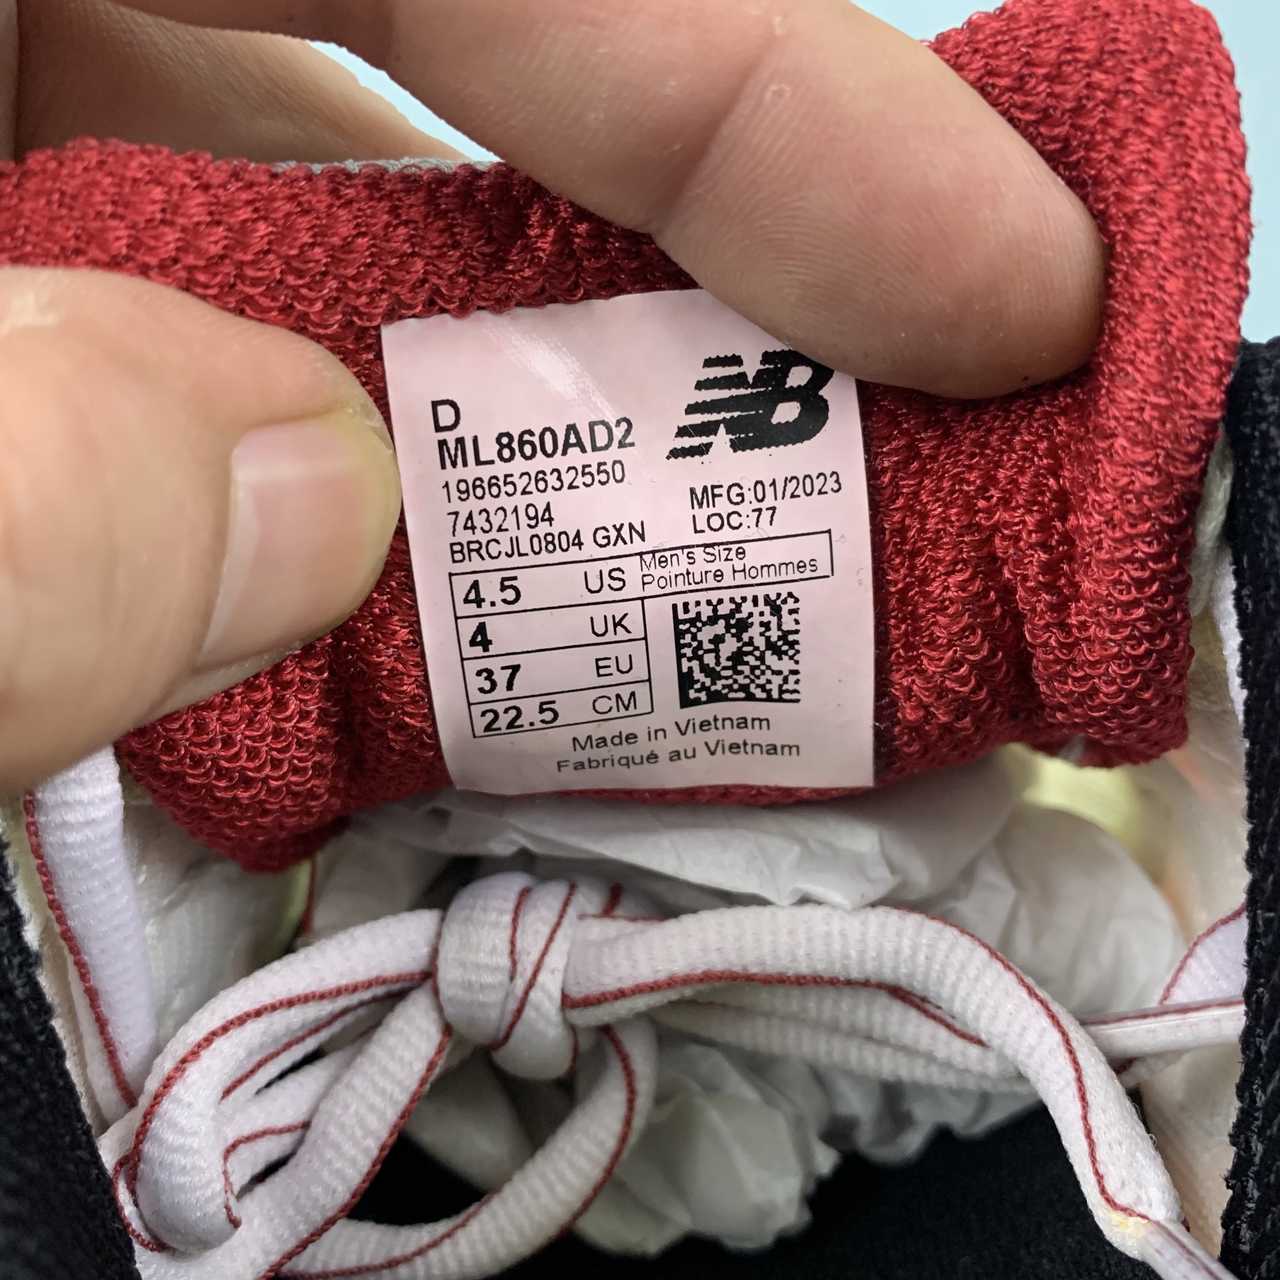 NB
D
ML860AD2
196652632550
7432194
BRCJL0804 GXN
MFG:01/2023
LOC:77
4.5 US Men's Size
Pointure Hommes
4 UK
37 EU
22.5 CM
Made in Vietnam
Fabriqué au Vietnam